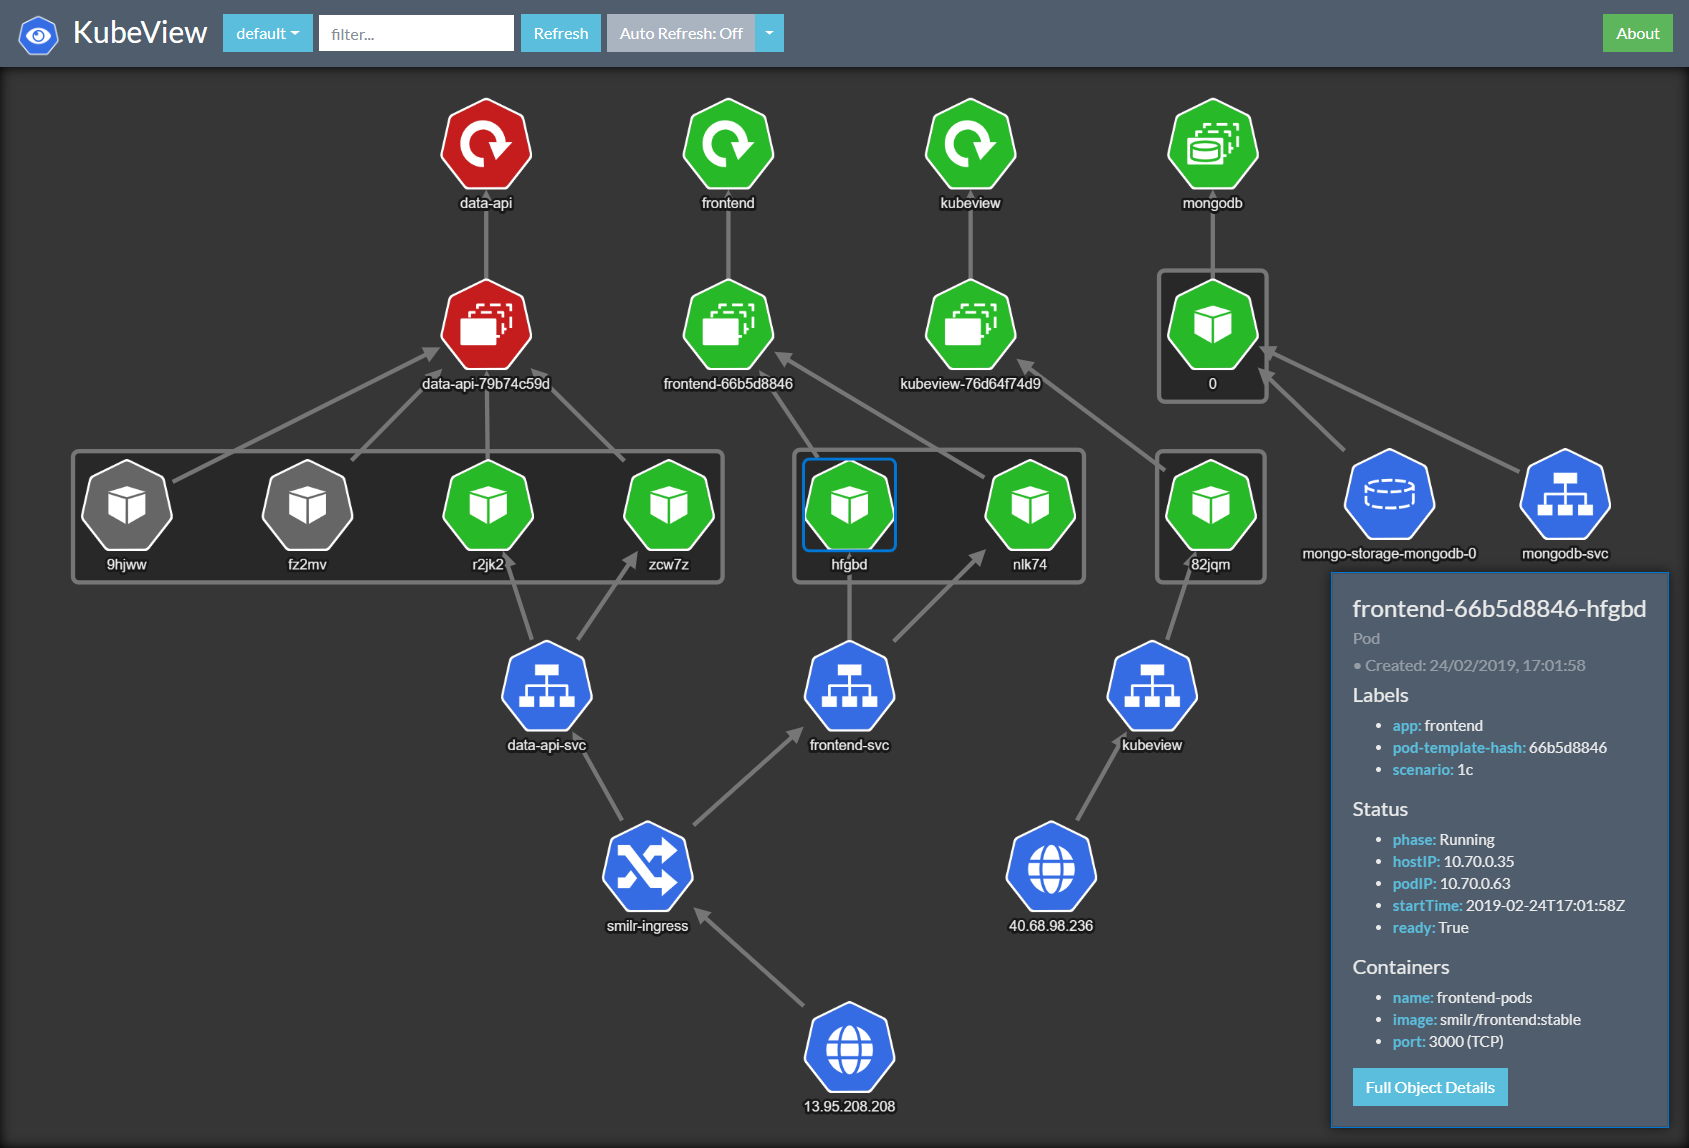 KubeView default filter... Refresh Auto Refresh: Off About
data-api frontend kubeview mongodb
data-api-79b74c59d frontend-66b5d8846 kubeview-76d64f74d9 0
9hjww fz2mv r2jk2 zcw7z hfgbd nlk74 82jqm mongo-storage-mongodb-0 mongodb-svc
data-api-svc frontend-svc kubeview
smilr-ingress 40.68.98.236
13.95.208.208
frontend-66b5d8846-hfgbd
Pod
• Created: 24/02/2019, 17:01:58
Labels
• app: frontend
• pod-template-hash: 66b5d8846
• scenario: 1c
Status
• phase: Running
• hostIP: 10.70.0.35
• podIP: 10.70.0.63
• startTime: 2019-02-24T17:01:58Z
• ready: True
Containers
• name: frontend-pods
• image: smilr/frontend:stable
• port: 3000 (TCP)
Full Object Details